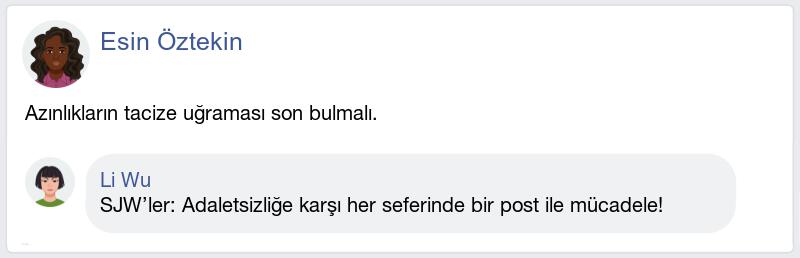 Esin Öztekin
Azınlıkların tacize uğraması son bulmalı.
Li Wu
SJW’ler: Adaletsizliğe karşı her seferinde bir post ile mücadele!